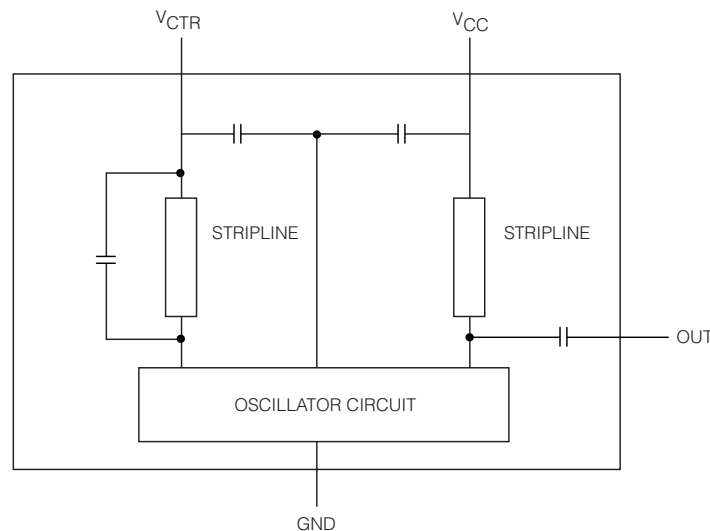 VCTR
VCC
STRIPLINE
STRIPLINE
OUT
OSCILLATOR CIRCUIT
GND